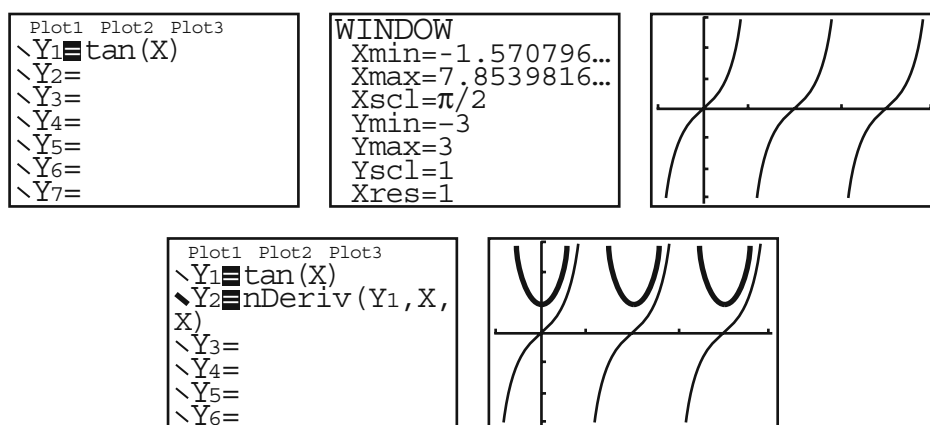 Plot1 Plot2 Plot3
\Y1=tan(X)
\Y2=
\Y3=
\Y4=
\Y5=
\Y6=
\Y7=
WINDOW
Xmin=-1.570796…
Xmax=7.8539816…
Xscl=π/2
Ymin=-3
Ymax=3
Yscl=1
Xres=1
Plot1 Plot2 Plot3
\Y1=tan(X)
\Y2=nDeriv(Y1,X,
X)
\Y3=
\Y4=
\Y5=
\Y6=